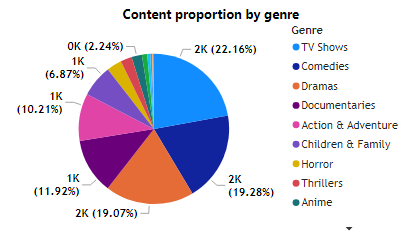 Content proportion by genre
Genre
TV Shows
Comedies
Dramas
Documentaries
Action & Adventure
Children & Family
Horror
Thrillers
Anime
2K (22.16%)
2K
(19.28%)
2K (19.07%)
1K
(11.92%)
1K
(10.21%)
1K
(6.87%)
0K (2.24%)